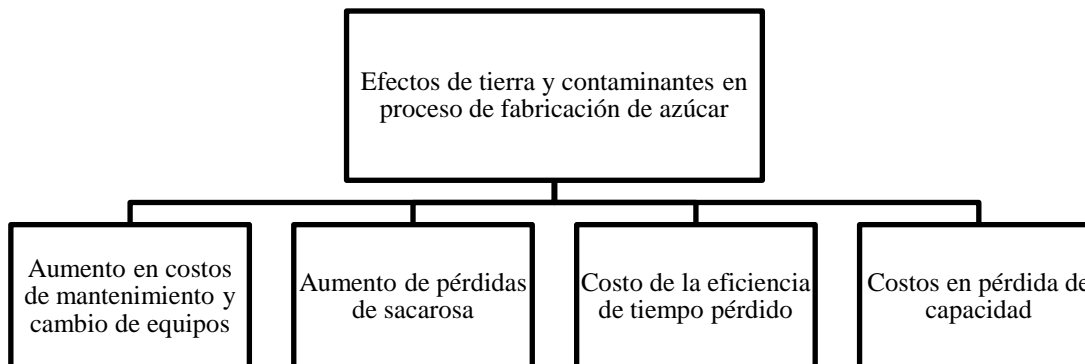 Efectos de tierra y contaminantes en
proceso de fabricación de azúcar
Aumento en costos
de mantenimiento y
cambio de equipos
Aumento de pérdidas
de sacarosa
Costo de la eficiencia
de tiempo pérdido
Costos en pérdida de
capacidad